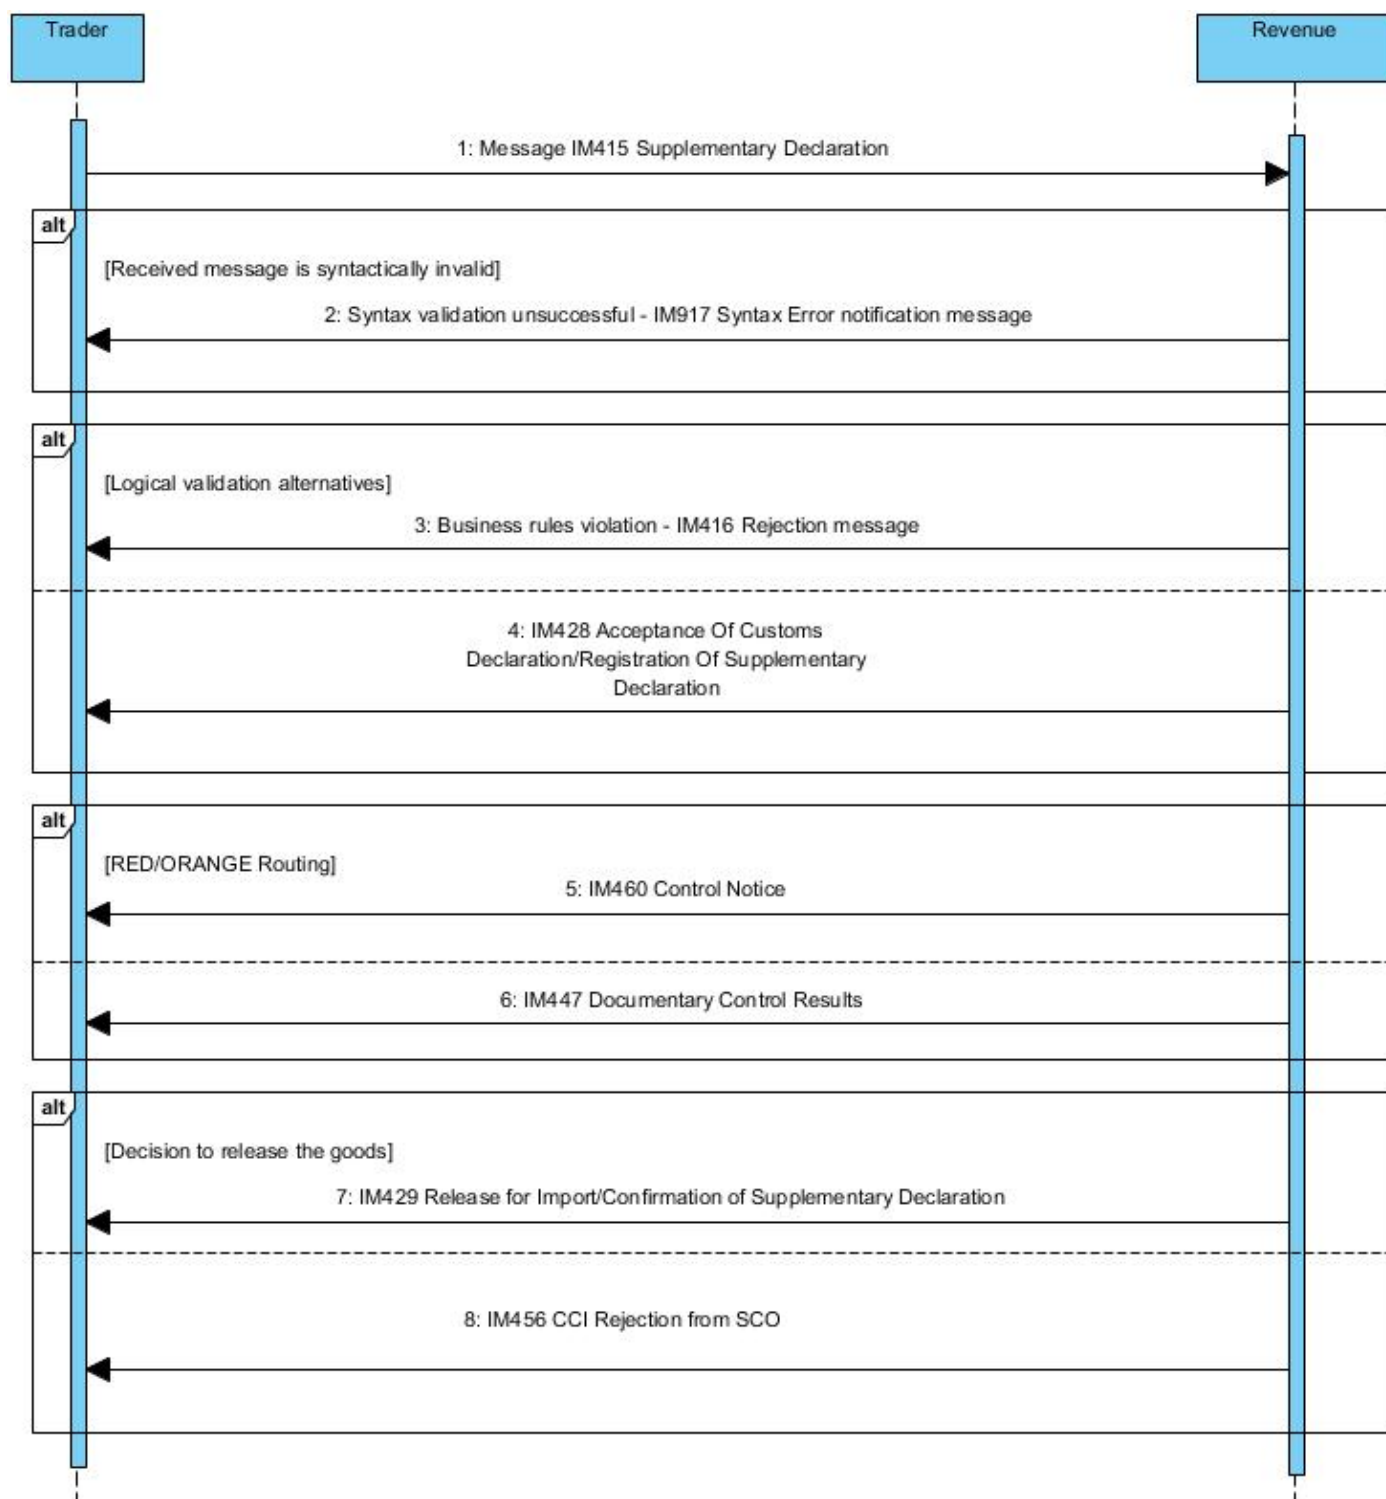 Trader
Revenue
1: Message IM415 Supplementary Declaration
alt
[Received message is syntactically invalid]
2: Syntax validation unsuccessful - IM917 Syntax Error notification message
alt
[Logical validation alternatives]
3: Business rules violation - IM416 Rejection message
4: IM428 Acceptance Of Customs
Declaration/Registration Of Supplementary
Declaration
alt
[RED/ORANGE Routing]
5: IM460 Control Notice
6: IM447 Documentary Control Results
alt
[Decision to release the goods]
7: IM429 Release for Import/Confirmation of Supplementary Declaration
8: IM456 CCI Rejection from SCO